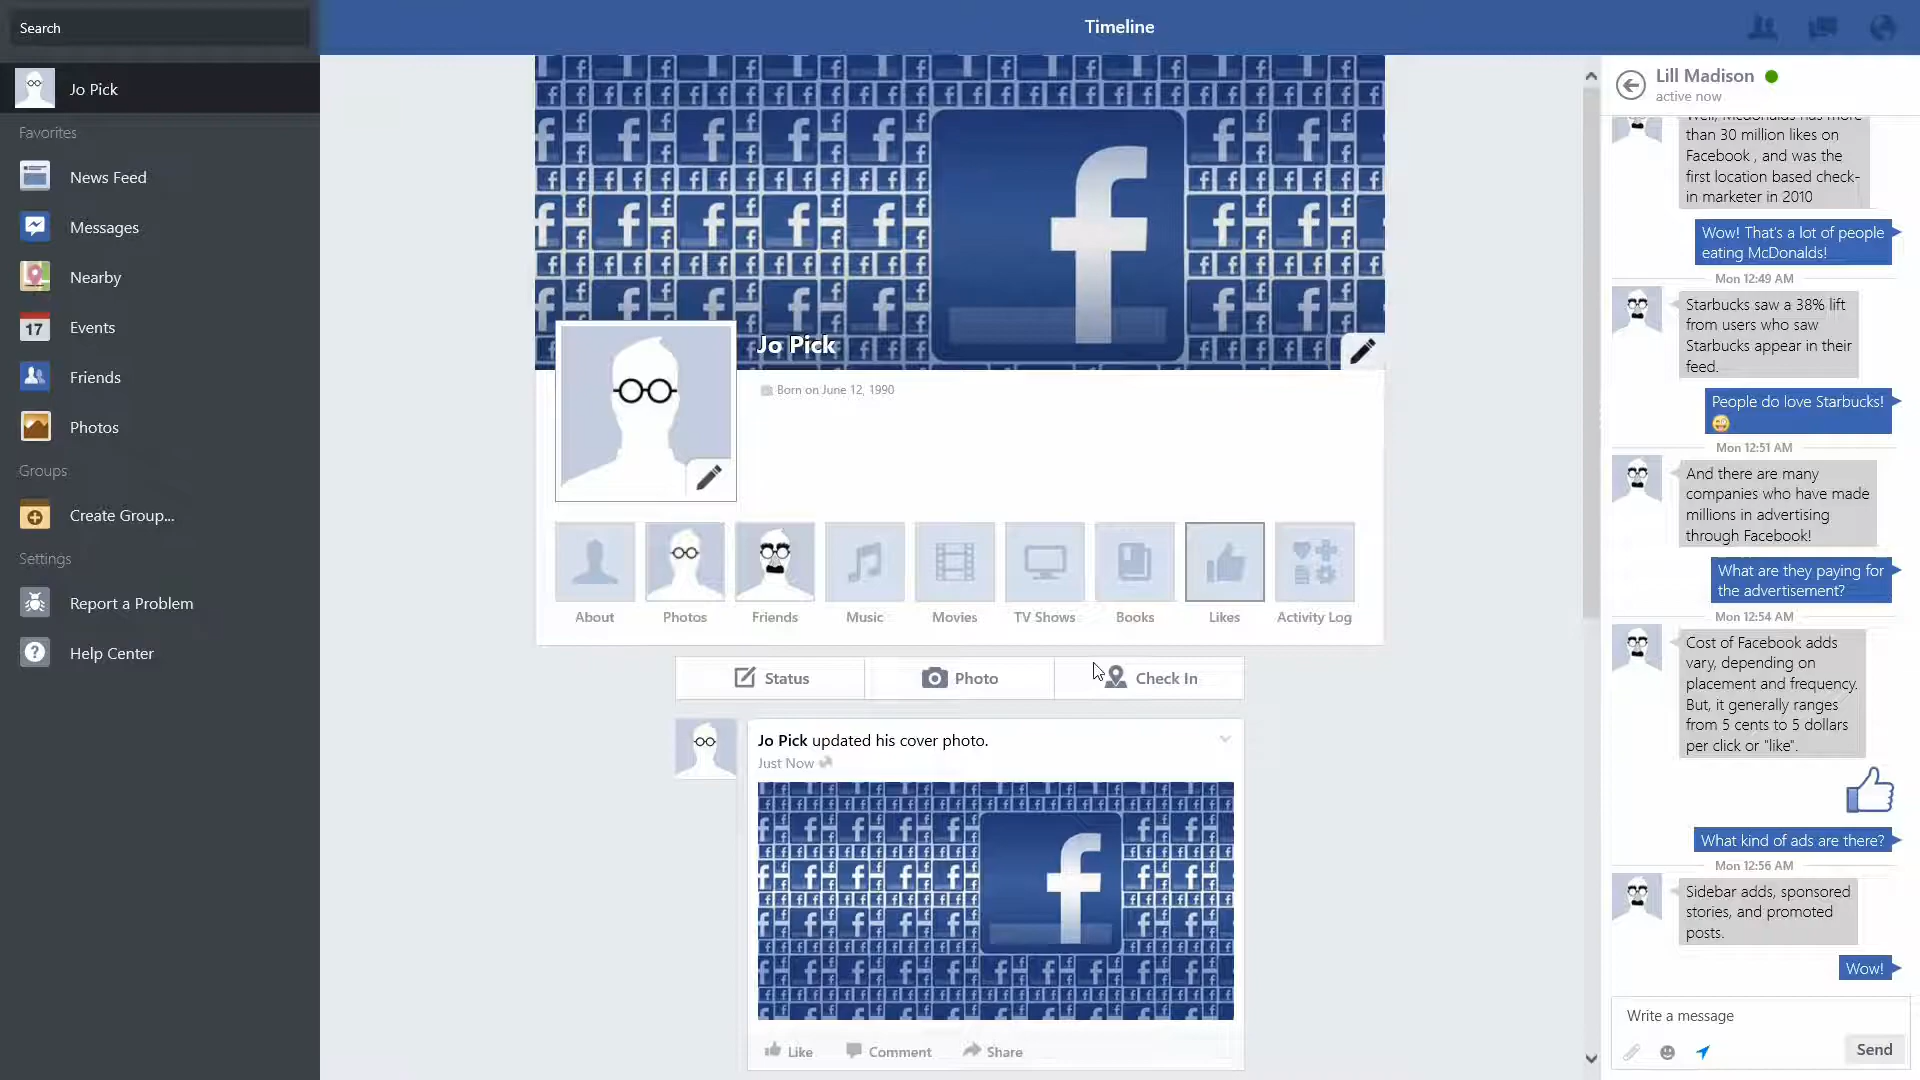 Search
Timeline
Jo Pick
Favorites
News Feed
Messages
Nearby
17
Events
Friends
Photos
Groups
Create Group...
Settings
Report a Problem
? Help Center
Jo Pick
Born on June 12, 1990
About
Photos
Friends
Music
Movies
TV Shows
Books
Likes
Activity Log
Status
Photo
Check In
Jo Pick updated his cover photo.
Just Now
Like
Comment
Share
Lill Madison
active now
Well, Mcdonalds has more
than 30 million likes on
Facebook , and was the
first location based check-
in marketer in 2010
Wow! That's a lot of people
eating McDonalds!
Mon 12:49 AM
Starbucks saw a 38% lift
from users who saw
Starbucks appear in their
feed.
People do love Starbucks!
Mon 12:51 AM
And there are many
companies who have made
millions in advertising
through Facebook!
What are they paying for
the advertisement?
Mon 12:54 AM
Cost of Facebook adds
vary, depending on
placement and frequency.
But, it generally ranges
from 5 cents to 5 dollars
per click or "like".
What kind of ads are there?
Mon 12:56 AM
Sidebar adds, sponsored
stories, and promoted
posts.
Wow!
Write a message
Send